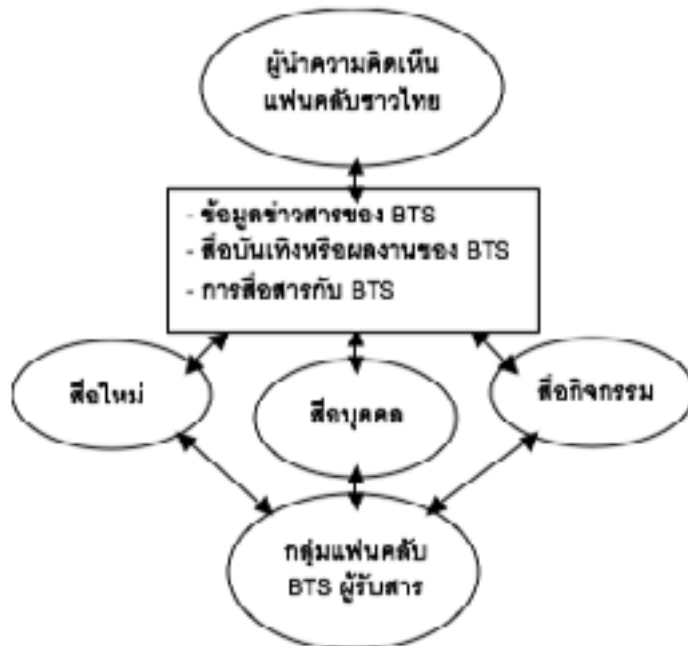 ผู้นำความคิดเห็น
แฟนคลับชาวไทย
- ข้อมูลข่าวสารของ BTS
- สื่อบันเทิงหรือผลงานของ BTS
- การสื่อสารกับ BTS
สื่อใหม่
สื่อบุคคล
สื่อกิจกรรม
กลุ่มแฟนคลับ
BTS ผู้รับสาร